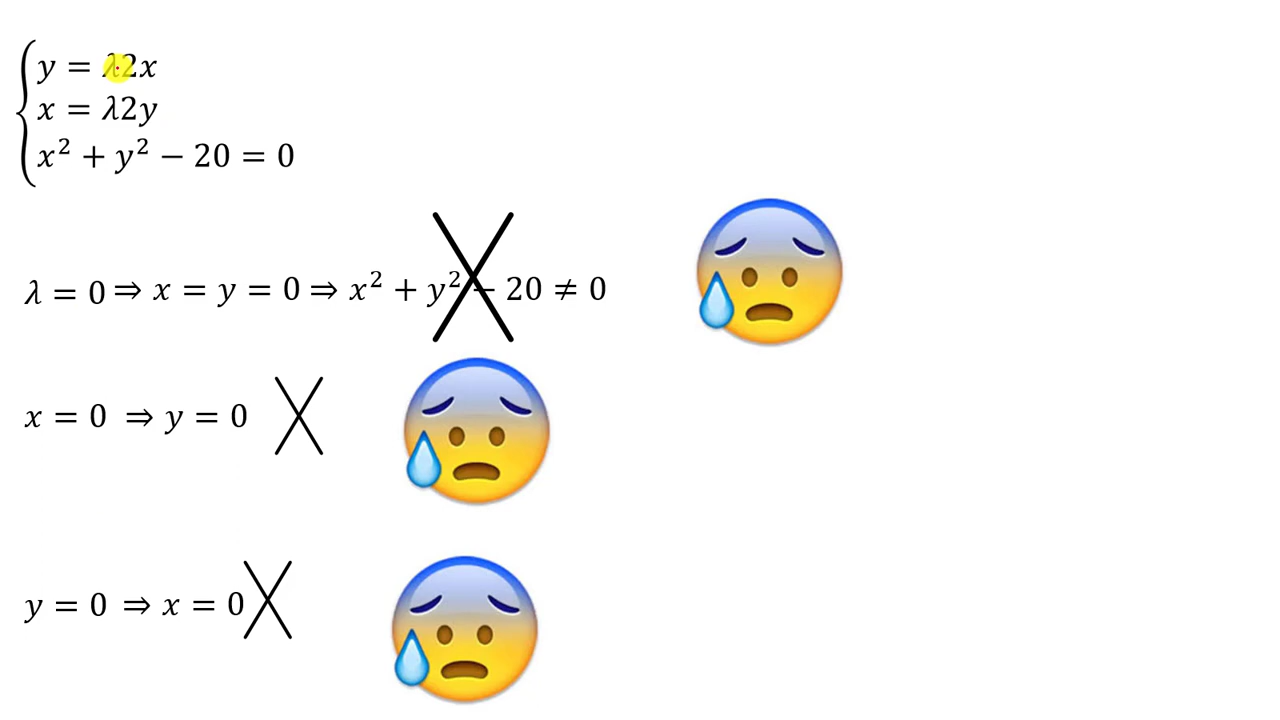 y = λ2x
x = λ2y
x² + y² − 20 = 0
λ = 0 ⇒ x = y = 0 ⇒ x² + y² − 20 ≠ 0
x = 0 ⇒ y = 0
y = 0 ⇒ x = 0